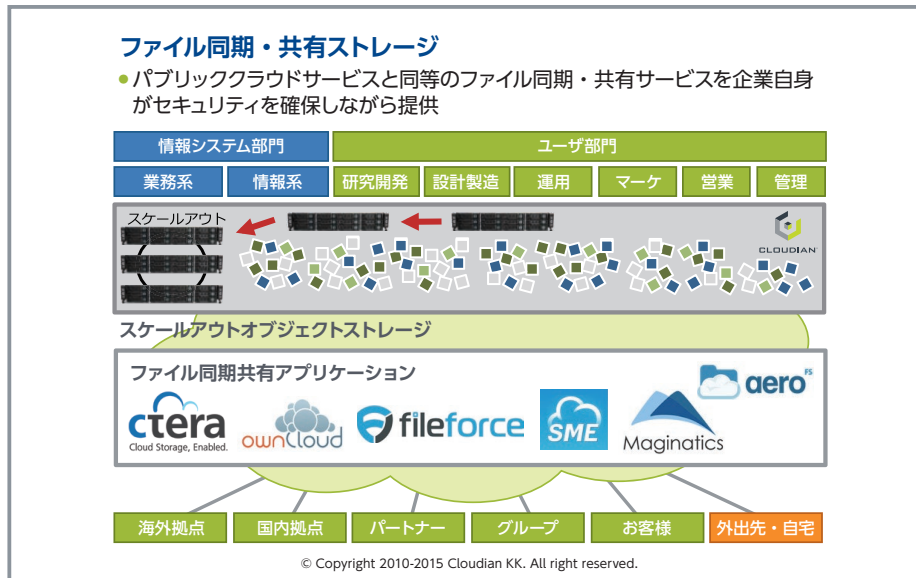 ファイル同期・共有ストレージ
•パブリッククラウドサービスと同等のファイル同期・共有サービスを企業自身
がセキュリティを確保しながら提供
情報システム部門 ユーザ部門
業務系 情報系 研究開発 設計製造 運用 マーケ 営業 管理
スケールアウト
CLOUDIAN
スケールアウトオブジェクトストレージ
ファイル同期共有アプリケーション
aero FS
ctera ownCloud fileforce SME Maginatics
Cloud Storage, Enabled.
海外拠点 国内拠点 パートナー グループ お客様 外出先・自宅
© Copyright 2010-2015 Cloudian KK. All right reserved.